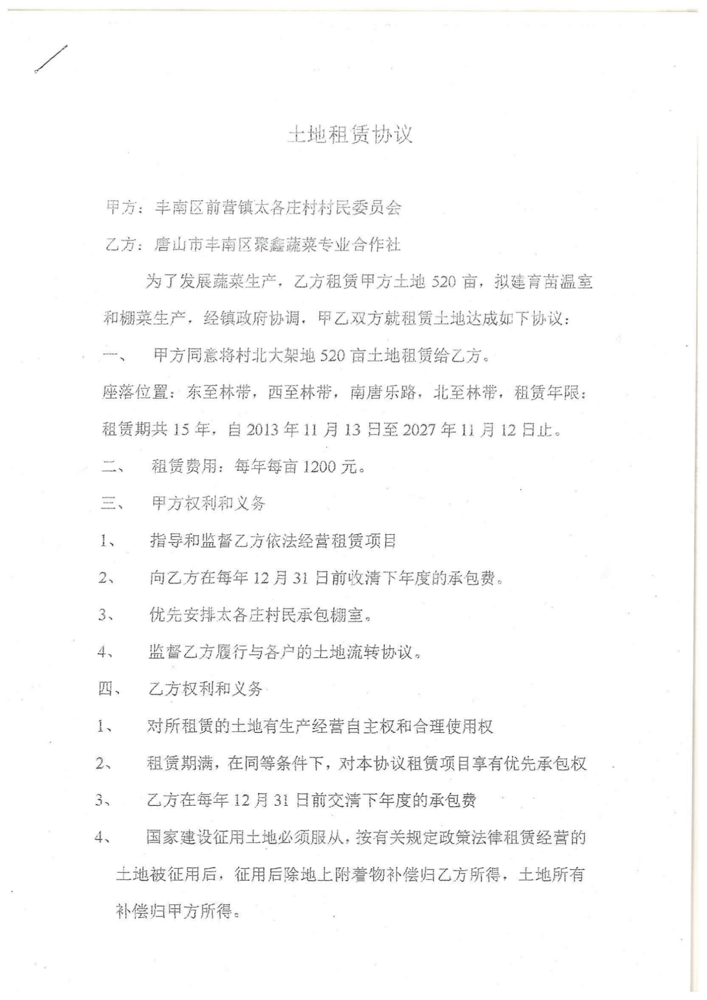 土地租赁协议
甲方：丰南区前营镇太各庄村村民委员会
乙方：唐山市丰南区聚鑫蔬菜专业合作社
为了发展蔬菜生产，乙方租赁甲方土地 520 亩，拟建育苗温室
和棚菜生产，经镇政府协调，甲乙双方就租赁土地达成如下协议：
一、 甲方同意将村北大架地 520 亩土地租赁给乙方。
座落位置：东至林带，西至林带，南唐乐路，北至林带，租赁年限：
租赁期共 15 年，自 2013 年 11 月 13 日至 2027 年 11 月 12 日止。
二、 租赁费用：每年每亩 1200 元。
三、 甲方权利和义务
1、 指导和监督乙方依法经营租赁项目
2、 向乙方在每年 12 月 31 日前收清下年度的承包费。
3、 优先安排太各庄村民承包棚室。
4、 监督乙方履行与各户的土地流转协议。
四、 乙方权利和义务
1、 对所租赁的土地有生产经营自主权和合理使用权
2、 租赁期满，在同等条件下，对本协议租赁项目享有优先承包权
3、 乙方在每年 12 月 31 日前交清下年度的承包费
4、 国家建设征用土地必须服从，按有关规定政策法律租赁经营的
土地被征用后，征用后除地上附着物补偿归乙方所得，土地所有
补偿归甲方所得。